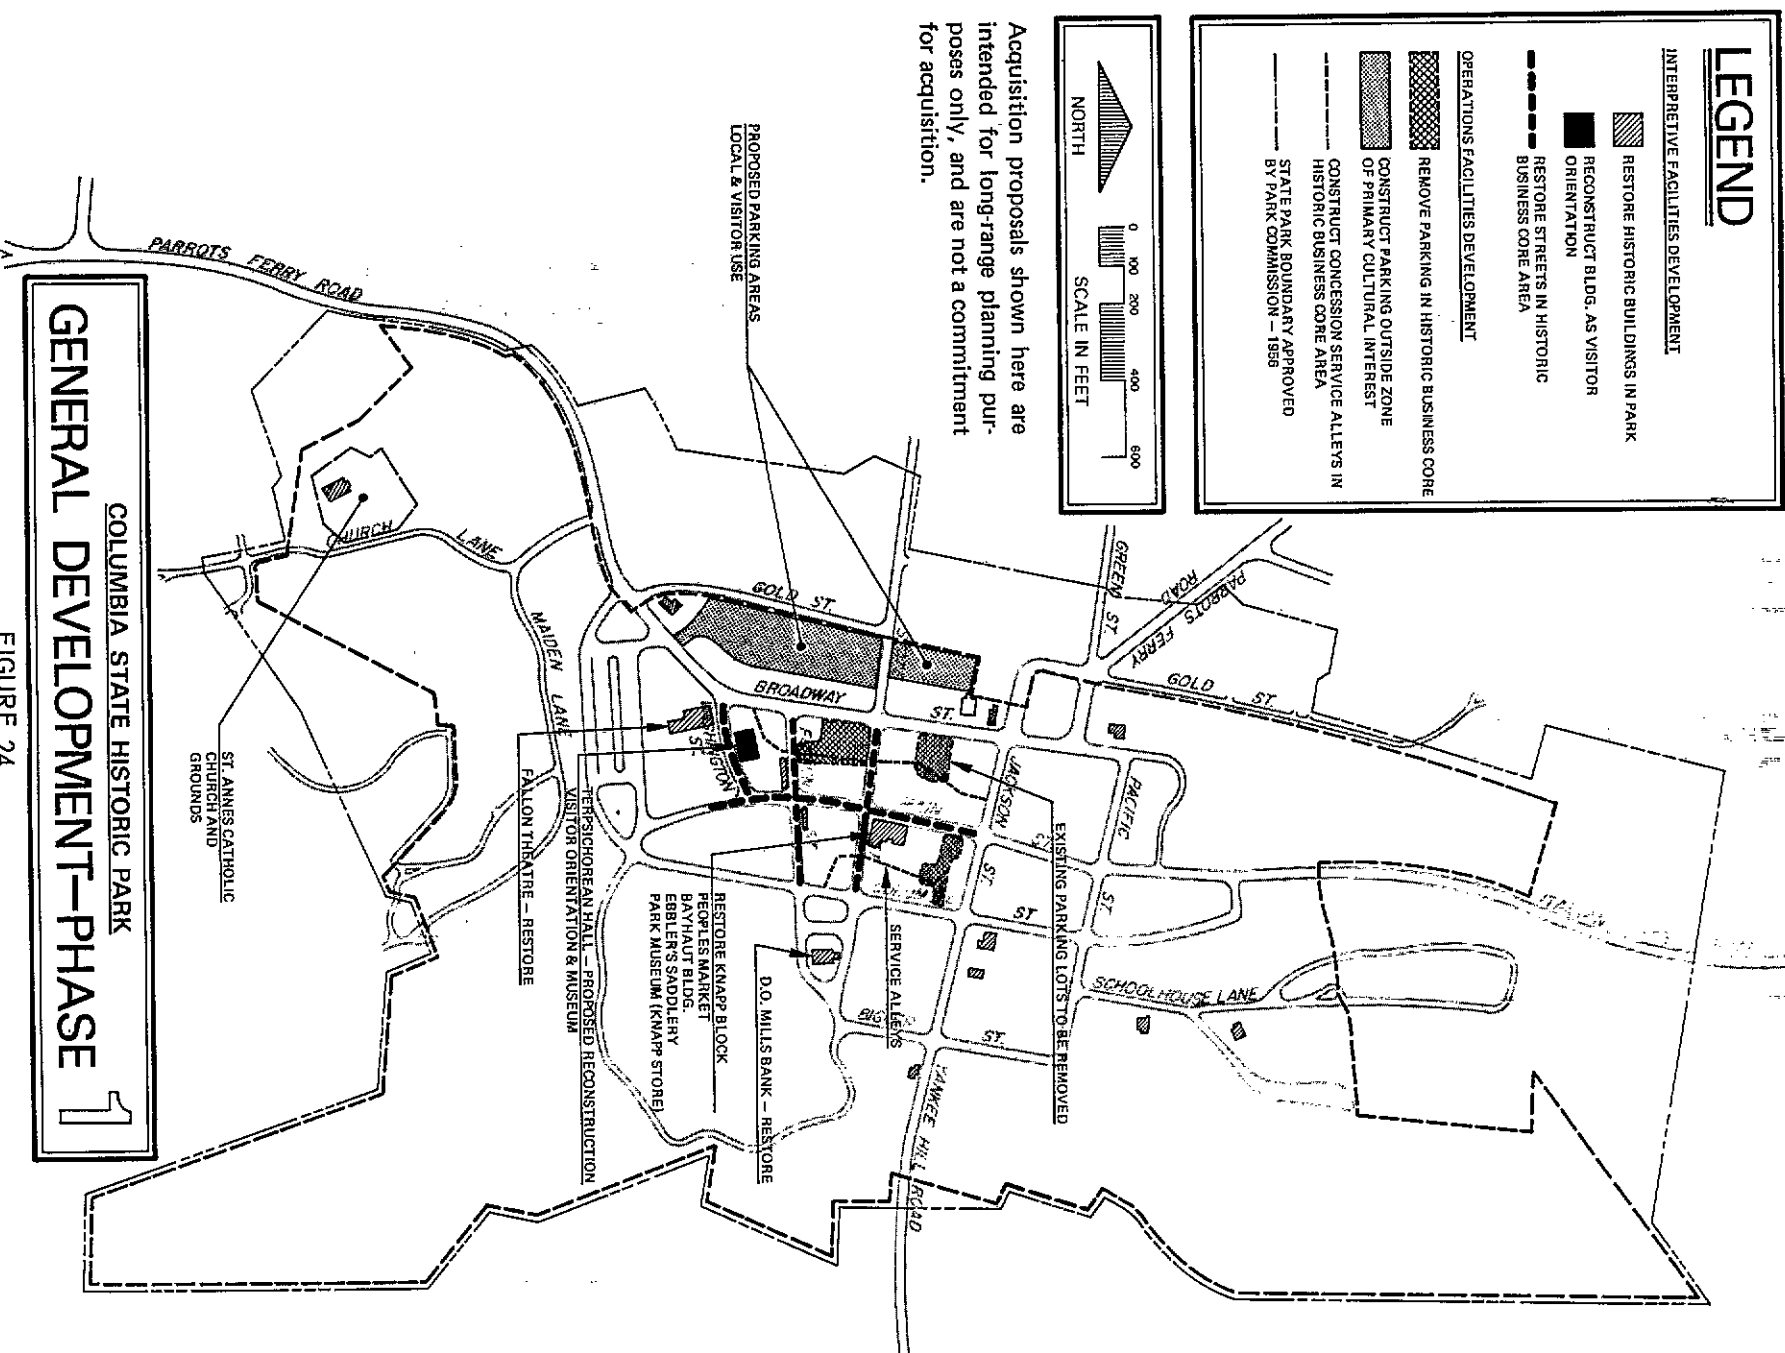 LEGEND
INTERPRETIVE FACILITIES DEVELOPMENT
RESTORE HISTORIC BUILDINGS IN PARK
RECONSTRUCT BLDG. AS VISITOR
ORIENTATION
RESTORE STREETS IN HISTORIC
BUSINESS CORE AREA
OPERATIONS FACILITIES DEVELOPMENT
REMOVE PARKING IN HISTORIC BUSINESS CORE
CONSTRUCT PARKING OUTSIDE ZONE
OF PRIMARY CULTURAL INTEREST
CONSTRUCT CONCESSION SERVICE ALLEYS IN
HISTORIC BUSINESS CORE AREA
STATE PARK BOUNDARY APPROVED
BY PARK COMMISSION – 1956
NORTH
0 100 200 400 600
SCALE IN FEET
Acquisition proposals shown here are
intended for long-range planning pur-
poses only, and are not a commitment
for acquisition.
PROPOSED PARKING AREAS
LOCAL & VISITOR USE
PARROTS FERRY ROAD
GREEN ST.
PARROTS FERRY
ROAD
GOLD ST.
GOLD ST.
BROADWAY
ST.
JACKSON
ST.
PACIFIC
ST.
ST.
ST.
SCHOOLHOUSE LANE
YANKEE HILL ROAD
CHURCH LANE
MAIDEN LANE
ST.
EXISTING PARKING LOTS TO BE REMOVED
SERVICE ALLEYS
D.O. MILLS BANK – RESTORE
RESTORE KNAPP BLOCK
PEOPLES MARKET
BAYHAUT BLDG.
EBBLER'S SADDLERY
PARK MUSEUM (KNAPP STORE)
TERPSICHOREAN HALL – PROPOSED RECONSTRUCTION
VISITOR ORIENTATION & MUSEUM
FALLON THEATRE – RESTORE
ST. ANNES CATHOLIC
CHURCH AND
GROUNDS
COLUMBIA STATE HISTORIC PARK
GENERAL DEVELOPMENT–PHASE 1
FIGURE 24